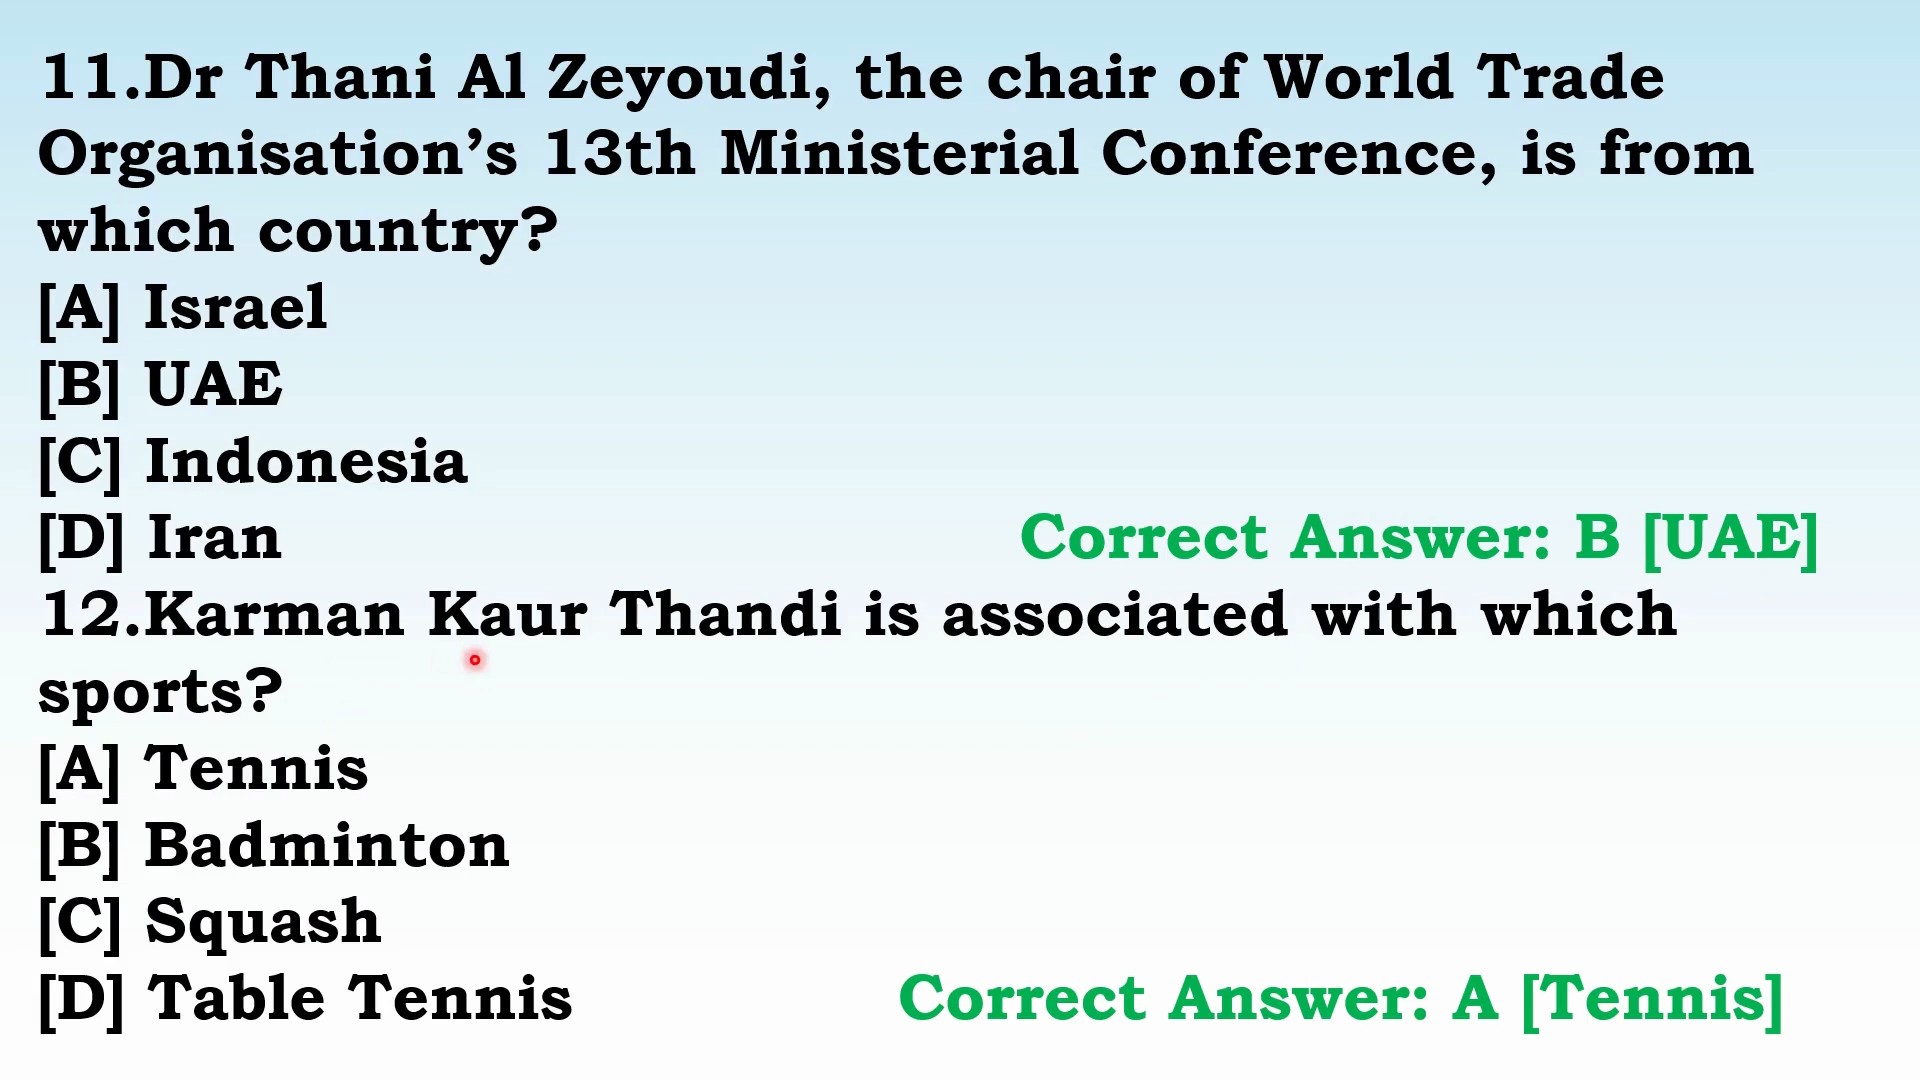 11.Dr Thani Al Zeyoudi, the chair of World Trade
Organisation’s 13th Ministerial Conference, is from
which country?
[A] Israel
[B] UAE
[C] Indonesia
[D] Iran Correct Answer: B [UAE]
12.Karman Kaur Thandi is associated with which
sports?
[A] Tennis
[B] Badminton
[C] Squash
[D] Table Tennis Correct Answer: A [Tennis]